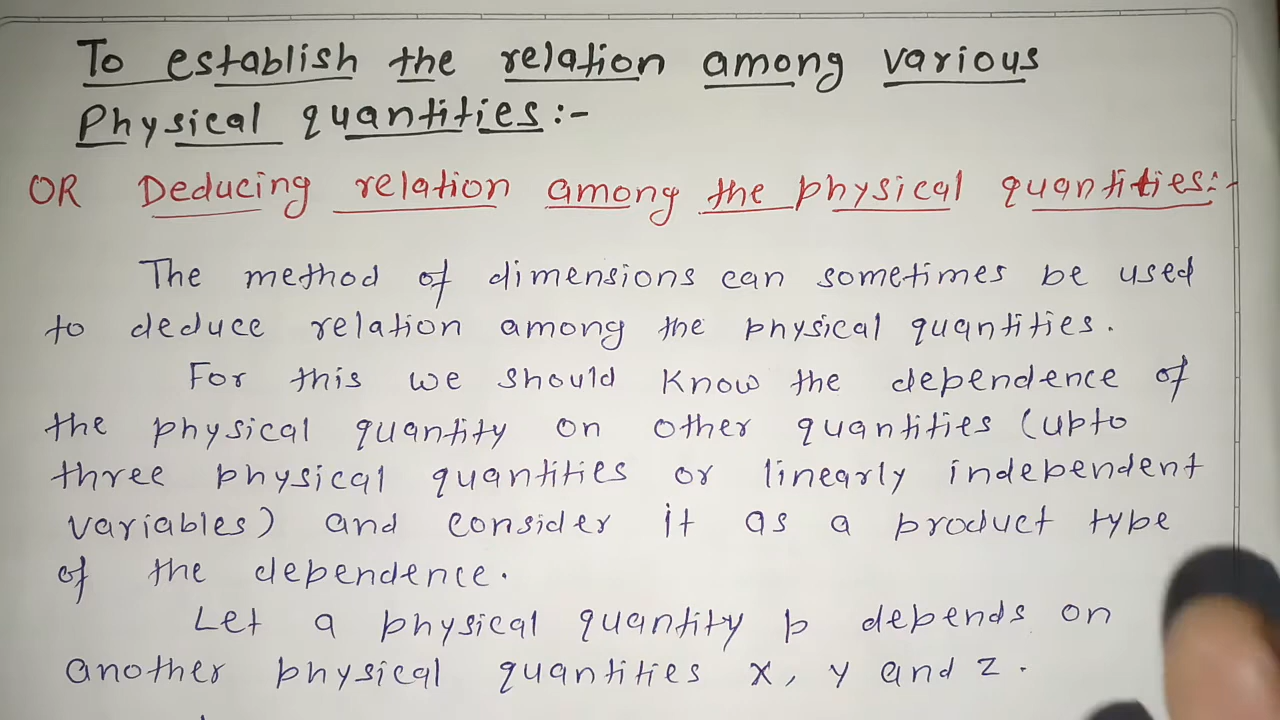 To establish the relation among various
Physical quantities:-
OR Deducing relation among the physical quantities:-
The method of dimensions can sometimes be used
to deduce relation among the physical quantities.
For this we should know the dependence of
the physical quantity on other quantities (upto
three physical quantities or linearly independent
variables) and consider it as a product type
of the dependence.
Let a physical quantity p depends on
another physical quantities x, y and z.